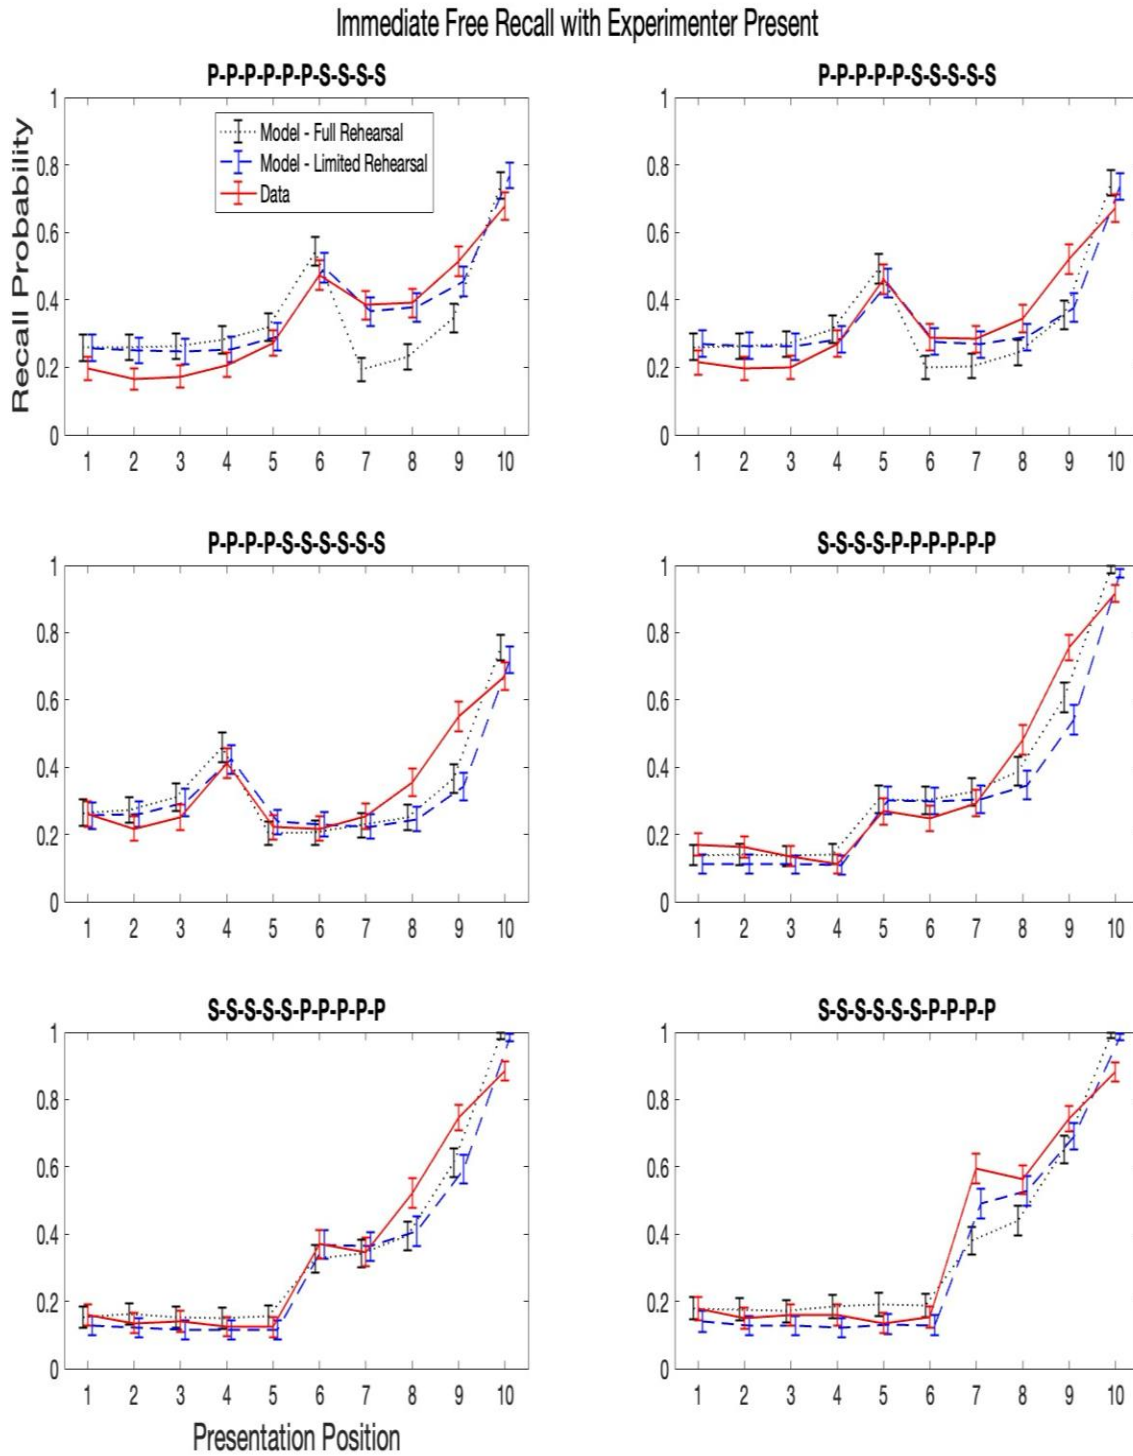 Immediate Free Recall with Experimenter Present
P-P-P-P-P-P-S-S-S-S
1
0.8
0.6
0.4
0.2
0
Recall Probability
Model - Full Rehearsal
Model - Limited Rehearsal
Data
1 2 3 4 5 6 7 8 9 10
P-P-P-P-P-S-S-S-S-S
1
0.8
0.6
0.4
0.2
0
1 2 3 4 5 6 7 8 9 10
P-P-P-P-S-S-S-S-S-S
1
0.8
0.6
0.4
0.2
0
1 2 3 4 5 6 7 8 9 10
S-S-S-S-P-P-P-P-P-P
1
0.8
0.6
0.4
0.2
0
1 2 3 4 5 6 7 8 9 10
S-S-S-S-S-P-P-P-P-P
1
0.8
0.6
0.4
0.2
0
1 2 3 4 5 6 7 8 9 10
Presentation Position
S-S-S-S-S-S-P-P-P-P
1
0.8
0.6
0.4
0.2
0
1 2 3 4 5 6 7 8 9 10